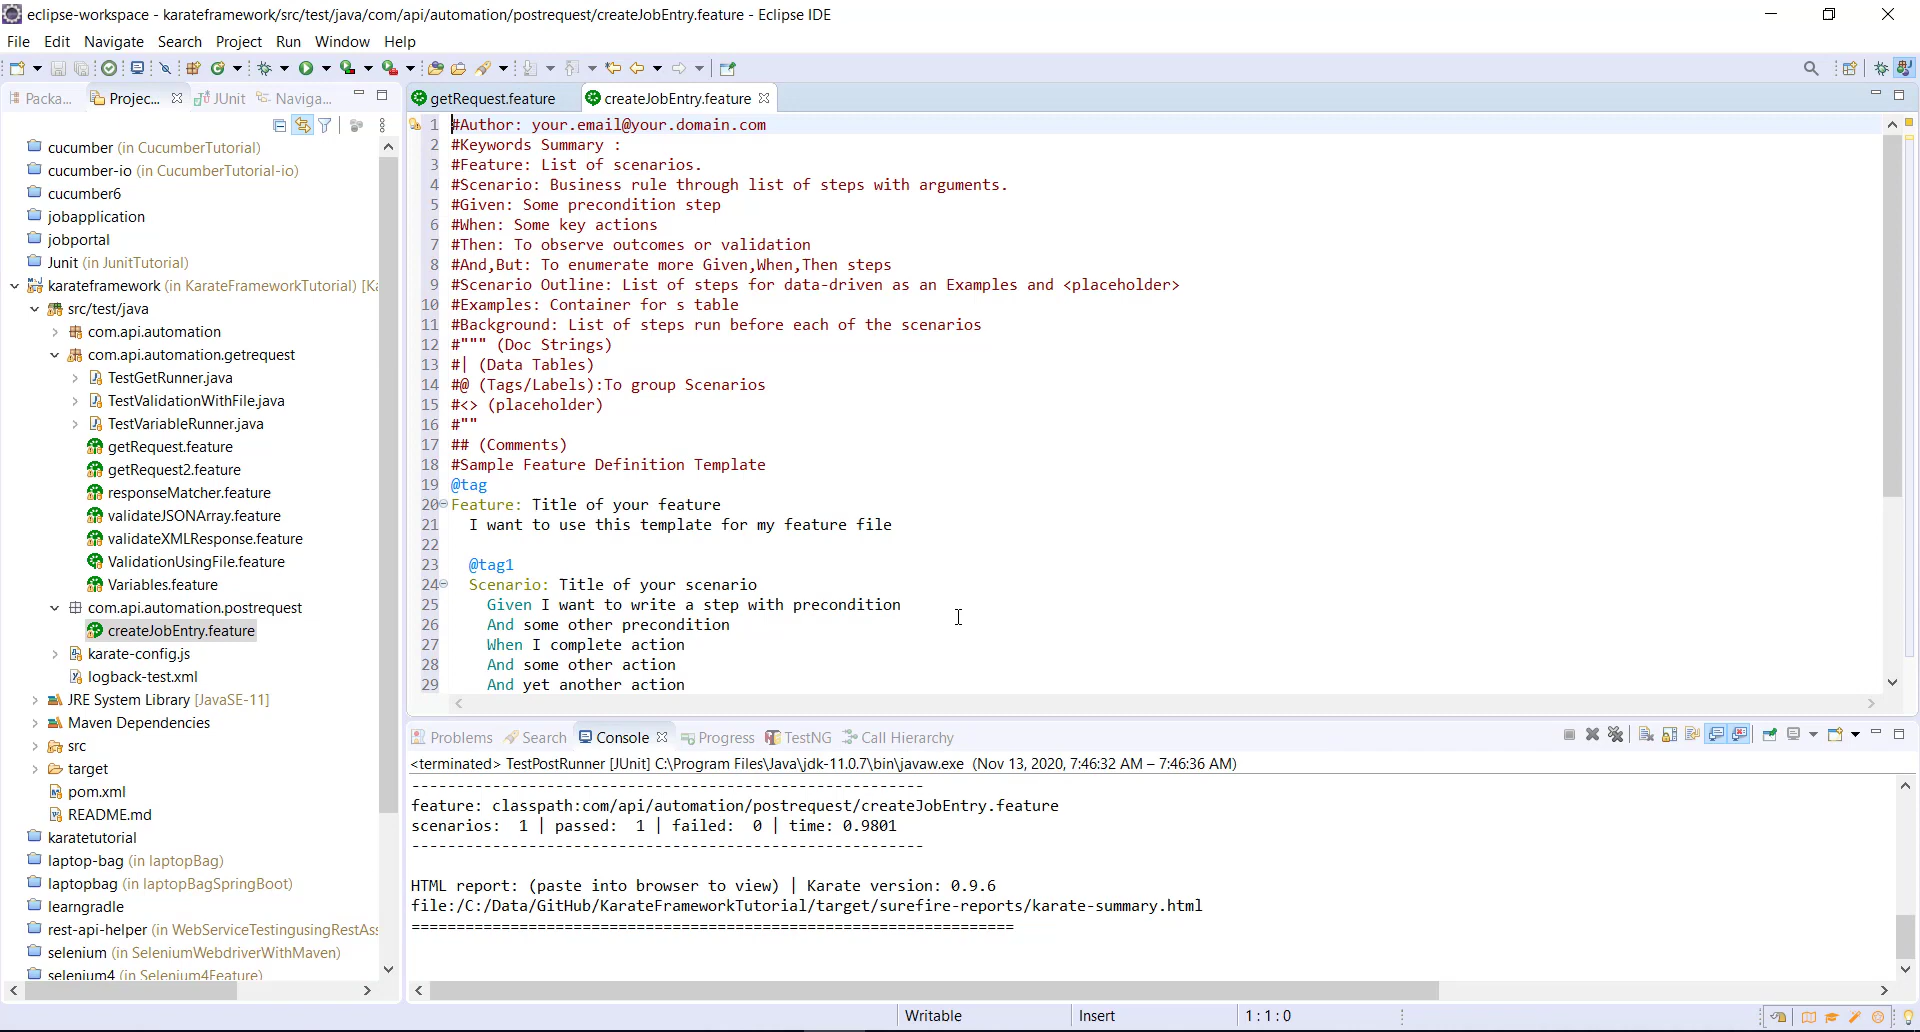 eclipse-workspace - karateframework/src/test/java/com/api/automation/postrequest/createJobEntry.feature - Eclipse IDE
File Edit Navigate Search Project Run Window Help
Packa... Projec... JUnit Naviga...
cucumber (in CucumberTutorial)
cucumber-io (in CucumberTutorial-io)
cucumber6
jobapplication
jobportal
Junit (in JunitTutorial)
karateframework (in KarateFrameworkTutorial) [Ka
src/test/java
com.api.automation
com.api.automation.getrequest
TestGetRunner.java
TestValidationWithFile.java
TestVariableRunner.java
getRequest.feature
getRequest2.feature
responseMatcher.feature
validateJSONArray.feature
validateXMLResponse.feature
ValidationUsingFile.feature
Variables.feature
com.api.automation.postrequest
createJobEntry.feature
karate-config.js
logback-test.xml
JRE System Library [JavaSE-11]
Maven Dependencies
src
target
pom.xml
README.md
karatetutorial
laptop-bag (in laptopBag)
laptopbag (in laptopBagSpringBoot)
learngradle
rest-api-helper (in WebServiceTestingusingRestAss
selenium (in SeleniumWebdriverWithMaven)
selenium4 (in Selenium4Feature)
getRequest.feature createJobEntry.feature
1 #Author: your.email@your.domain.com
2 #Keywords Summary :
3 #Feature: List of scenarios.
4 #Scenario: Business rule through list of steps with arguments.
5 #Given: Some precondition step
6 #When: Some key actions
7 #Then: To observe outcomes or validation
8 #And,But: To enumerate more Given,When,Then steps
9 #Scenario Outline: List of steps for data-driven as an Examples and <placeholder>
10 #Examples: Container for s table
11 #Background: List of steps run before each of the scenarios
12 #""" (Doc Strings)
13 #| (Data Tables)
14 #@ (Tags/Labels):To group Scenarios
15 #<> (placeholder)
16 #""
17 ## (Comments)
18 #Sample Feature Definition Template
19 @tag
20 Feature: Title of your feature
21 I want to use this template for my feature file
22
23 @tag1
24 Scenario: Title of your scenario
25 Given I want to write a step with precondition
26 And some other precondition
27 When I complete action
28 And some other action
29 And yet another action
Problems Search Console Progress TestNG Call Hierarchy
<terminated> TestPostRunner [JUnit] C:\Program Files\Java\jdk-11.0.7\bin\javaw.exe (Nov 13, 2020, 7:46:32 AM – 7:46:36 AM)
---------------------------------------------------------
feature: classpath:com/api/automation/postrequest/createJobEntry.feature
scenarios: 1 | passed: 1 | failed: 0 | time: 0.9801
---------------------------------------------------------
HTML report: (paste into browser to view) | Karate version: 0.9.6
file:/C:/Data/GitHub/KarateFrameworkTutorial/target/surefire-reports/karate-summary.html
===================================================================
Writable Insert 1 : 1 : 0